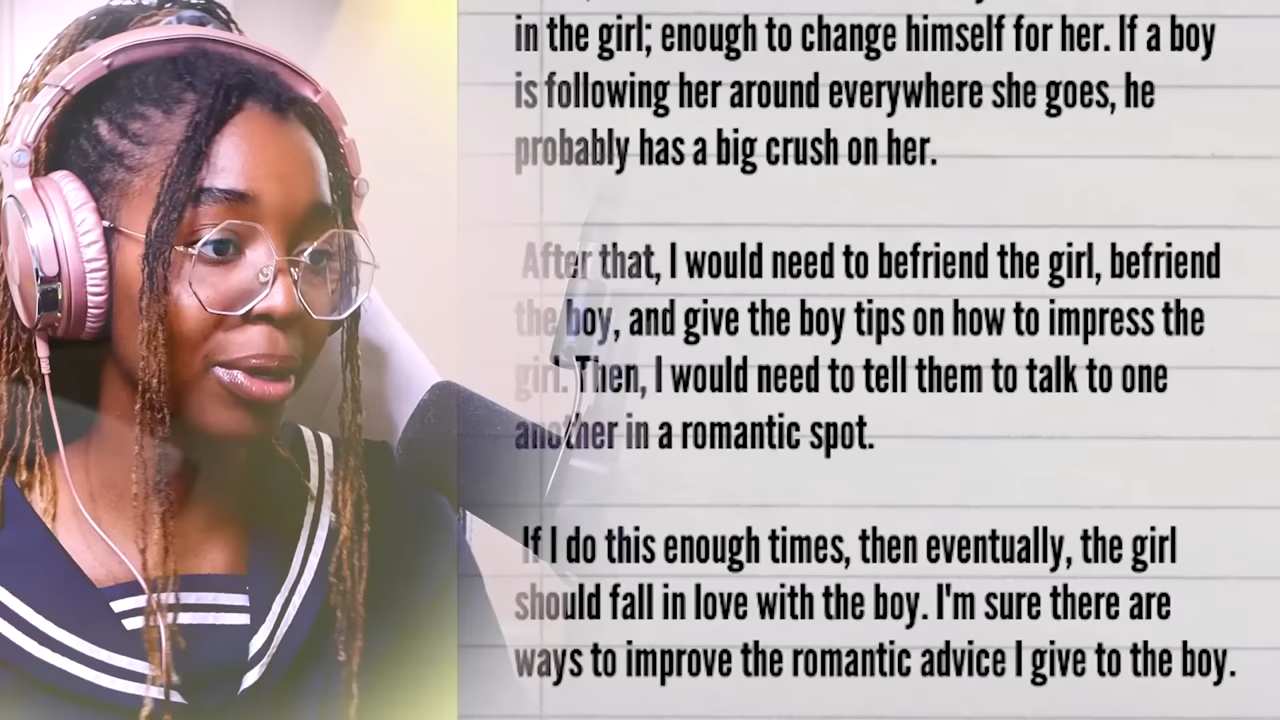 in the girl; enough to change himself for her. If a boy
is following her around everywhere she goes, he
probably has a big crush on her.
After that, I would need to befriend the girl, befriend
the boy, and give the boy tips on how to impress the
girl. Then, I would need to tell them to talk to one
another in a romantic spot.
If I do this enough times, then eventually, the girl
should fall in love with the boy. I'm sure there are
ways to improve the romantic advice I give to the boy.